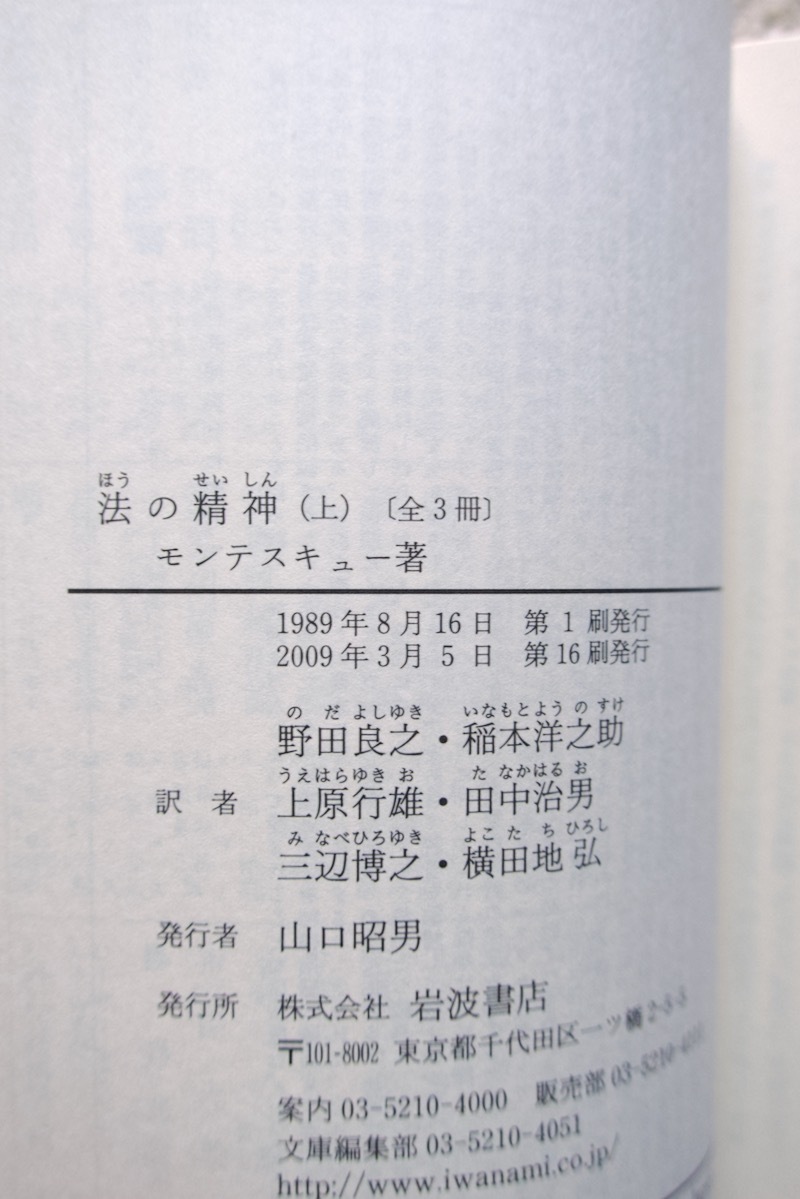 ほう せい しん
法の精神（上）〔全3冊〕
モンテスキュー著
1989年8月16日 第1刷発行
2009年3月5日 第16刷発行
の だ よしゆき いなもとよう の すけ
野田良之・稲本洋之助
うえはらゆき お た なかはる お
訳者 上原行雄・田中治男
み なべひろゆき よこ た ち ひろし
三辺博之・横田地弘
発行者 山口昭男
発行所 株式会社 岩波書店
〒101-8002 東京都千代田区一ツ橋2-5-5
案内 03-5210-4000 販売部 03-5210-
文庫編集部 03-5210-4051
http://www.iwanami.co.jp/